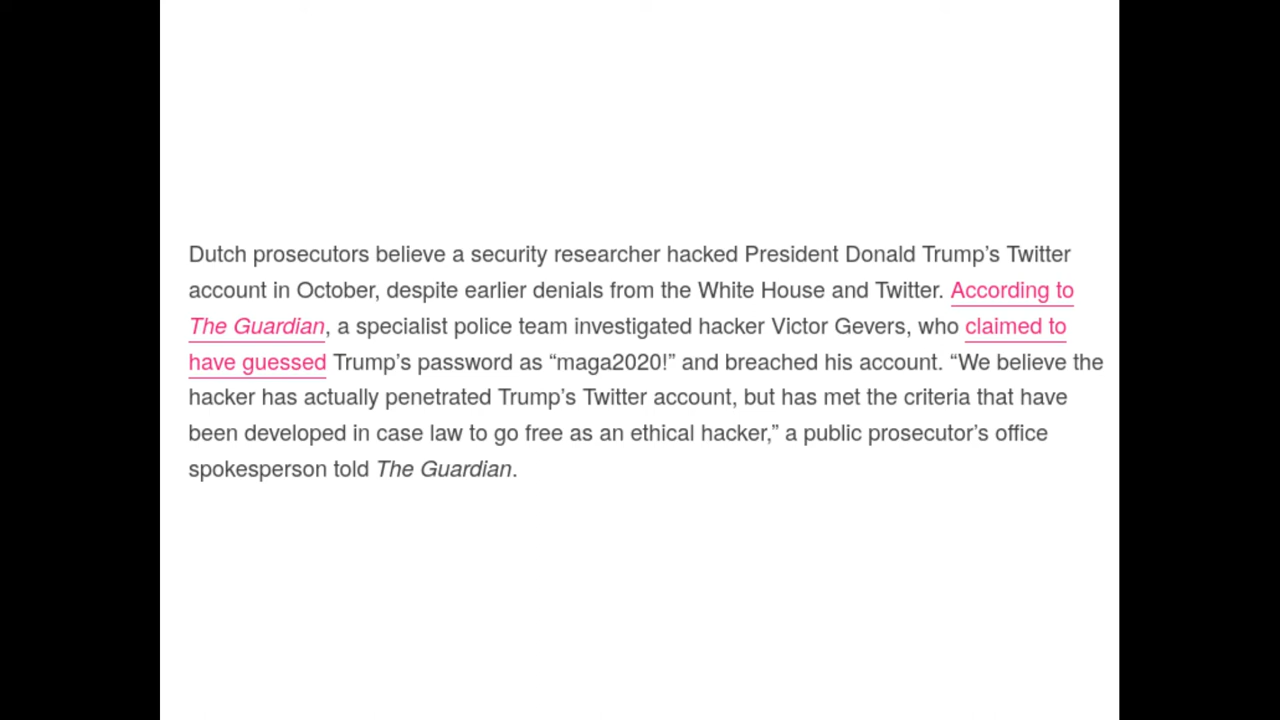 Dutch prosecutors believe a security researcher hacked President Donald Trump’s Twitter
account in October, despite earlier denials from the White House and Twitter. According to
The Guardian, a specialist police team investigated hacker Victor Gevers, who claimed to
have guessed Trump’s password as “maga2020!” and breached his account. “We believe the
hacker has actually penetrated Trump’s Twitter account, but has met the criteria that have
been developed in case law to go free as an ethical hacker,” a public prosecutor’s office
spokesperson told The Guardian.